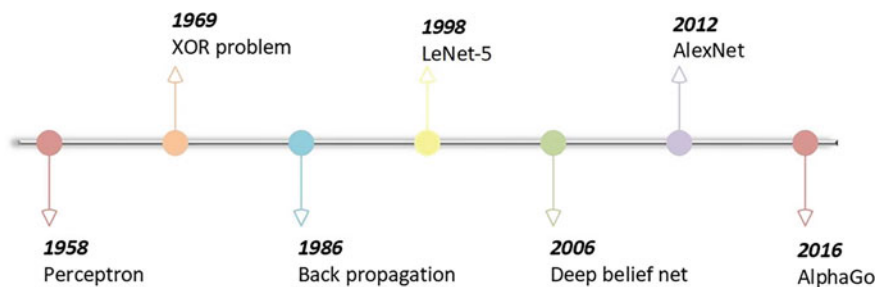 1958
Perceptron
1969
XOR problem
1986
Back propagation
1998
LeNet-5
2006
Deep belief net
2012
AlexNet
2016
AlphaGo